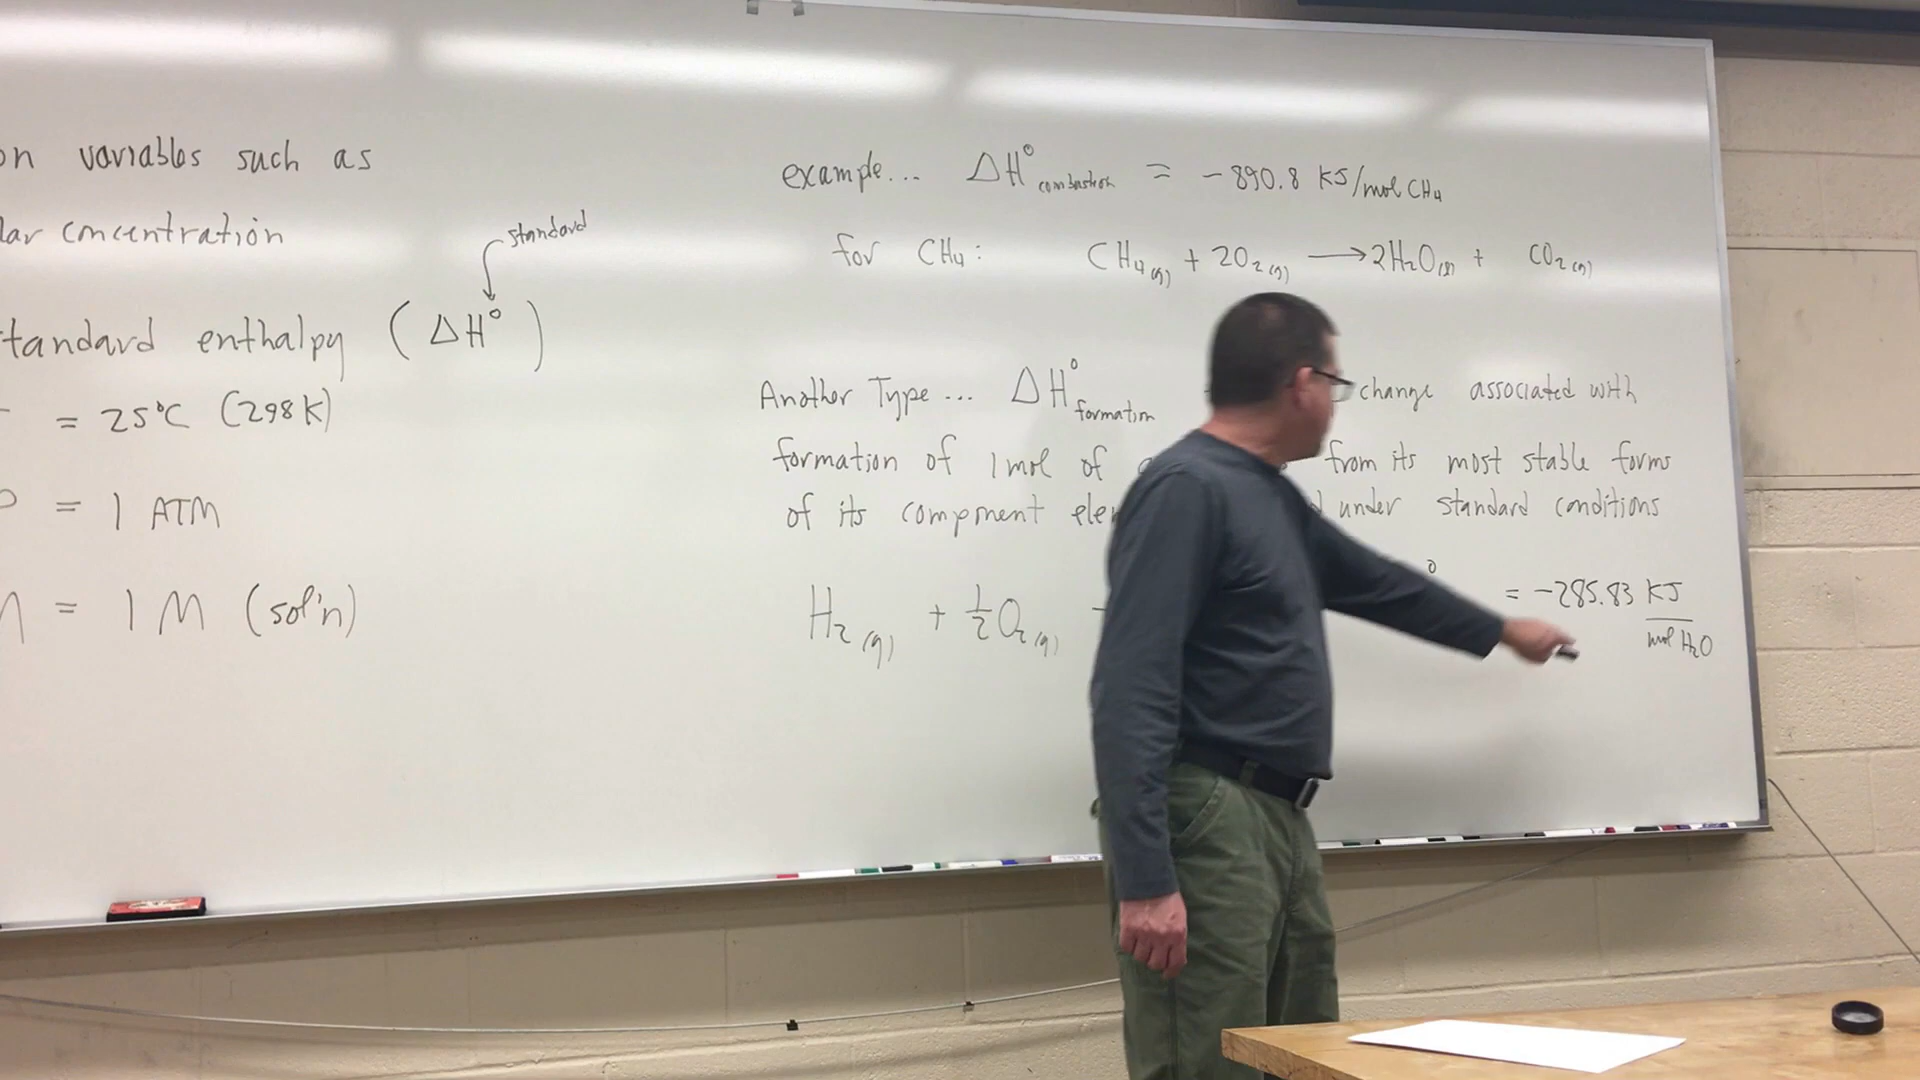 on variables such as
lar concentration
standard
tandard enthalpy (ΔH°)
= 25°C (298K)
P = 1 ATM
M = 1 M (sol'n)
example... ΔH° combustion = -890.8 KJ/mol CH4
for CH4: CH4(g) + 2O2(g) → 2H2O(l) + CO2(g)
Another Type... ΔH° formation change associated with
formation of 1 mol of from its most stable forms
of its component under standard conditions
H2(g) + 1/2 O2(g) ° = -285.83 KJ/mol H2O